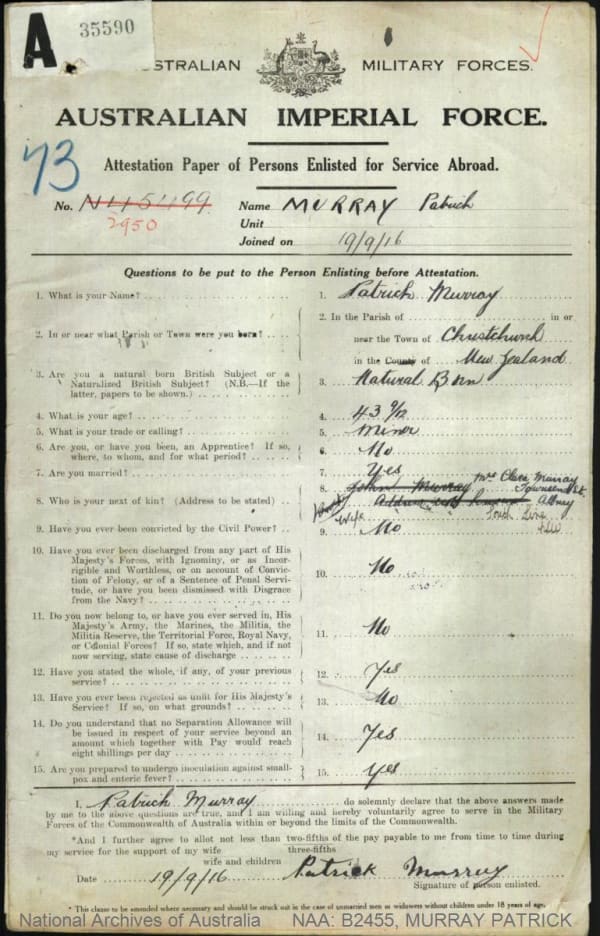 A 35590
AUSTRALIAN MILITARY FORCES.
AUSTRALIAN IMPERIAL FORCE.
73
Attestation Paper of Persons Enlisted for Service Abroad.
No. N45499 Name MURRAY Patrick
2950
Unit
Joined on 19/9/16
Questions to be put to the Person Enlisting before Attestation.
1. What is your Name? 1. Patrick Murray
2. In or near what Parish or Town were you born? 2. In the Parish of in or
near the Town of Christchurch
in the County of New Zealand
3. Are you a natural born British Subject or a
Naturalized British Subject? (N.B.—If the
latter, papers to be shown.) 3. Natural Born
4. What is your age? 4. 43 9/12
5. What is your trade or calling? 5. Miner
6. Are you, or have you been, an Apprentice? If so,
where, to whom, and for what period? 6. No
7. Are you married? 7. Yes
8. Who is your next of kin? (Address to be stated) 8. John Murray Mrs Clara Murray
Townsend St
Address Albury
Wife
9. Have you ever been convicted by the Civil Power? 9. No
10. Have you ever been discharged from any part of His
Majesty's Forces, with Ignominy, or as Incor-
rigible and Worthless, or on account of Convic-
tion of Felony, or of a Sentence of Penal Servi-
tude, or have you been dismissed with Disgrace
from the Navy? 10. No
11. Do you now belong to, or have you ever served in, His
Majesty's Army, the Marines, the Militia, the
Militia Reserve, the Territorial Force, Royal Navy,
or Colonial Forces? If so, state which, and if not
now serving, state cause of discharge 11. No
12. Have you stated the whole, if any, of your previous
service? 12. Yes
13. Have you ever been rejected as unfit for His Majesty's
Service? If so, on what grounds? 13. No
14. Do you understand that no Separation Allowance will
be issued in respect of your service beyond an
amount which together with Pay would reach
eight shillings per day 14. Yes
15. Are you prepared to undergo inoculation against small-
pox and enteric fever? 15. Yes
I, Patrick Murray do solemnly declare that the above answers made
by me to the above questions are true, and I am willing and hereby voluntarily agree to serve in the Military
Forces of the Commonwealth of Australia within or beyond the limits of the Commonwealth.
*And I further agree to allot not less than two-fifths of the pay payable to me from time to time during
three-fifths
my service for the support of my wife
wife and children
Date 19/9/16 Patrick Murray
Signature of person enlisted.
* This clause should be amended where necessary and should be struck out in the case of unmarried men or widowers without children under 18 years of age.
National Archives of Australia NAA: B2455, MURRAY PATRICK